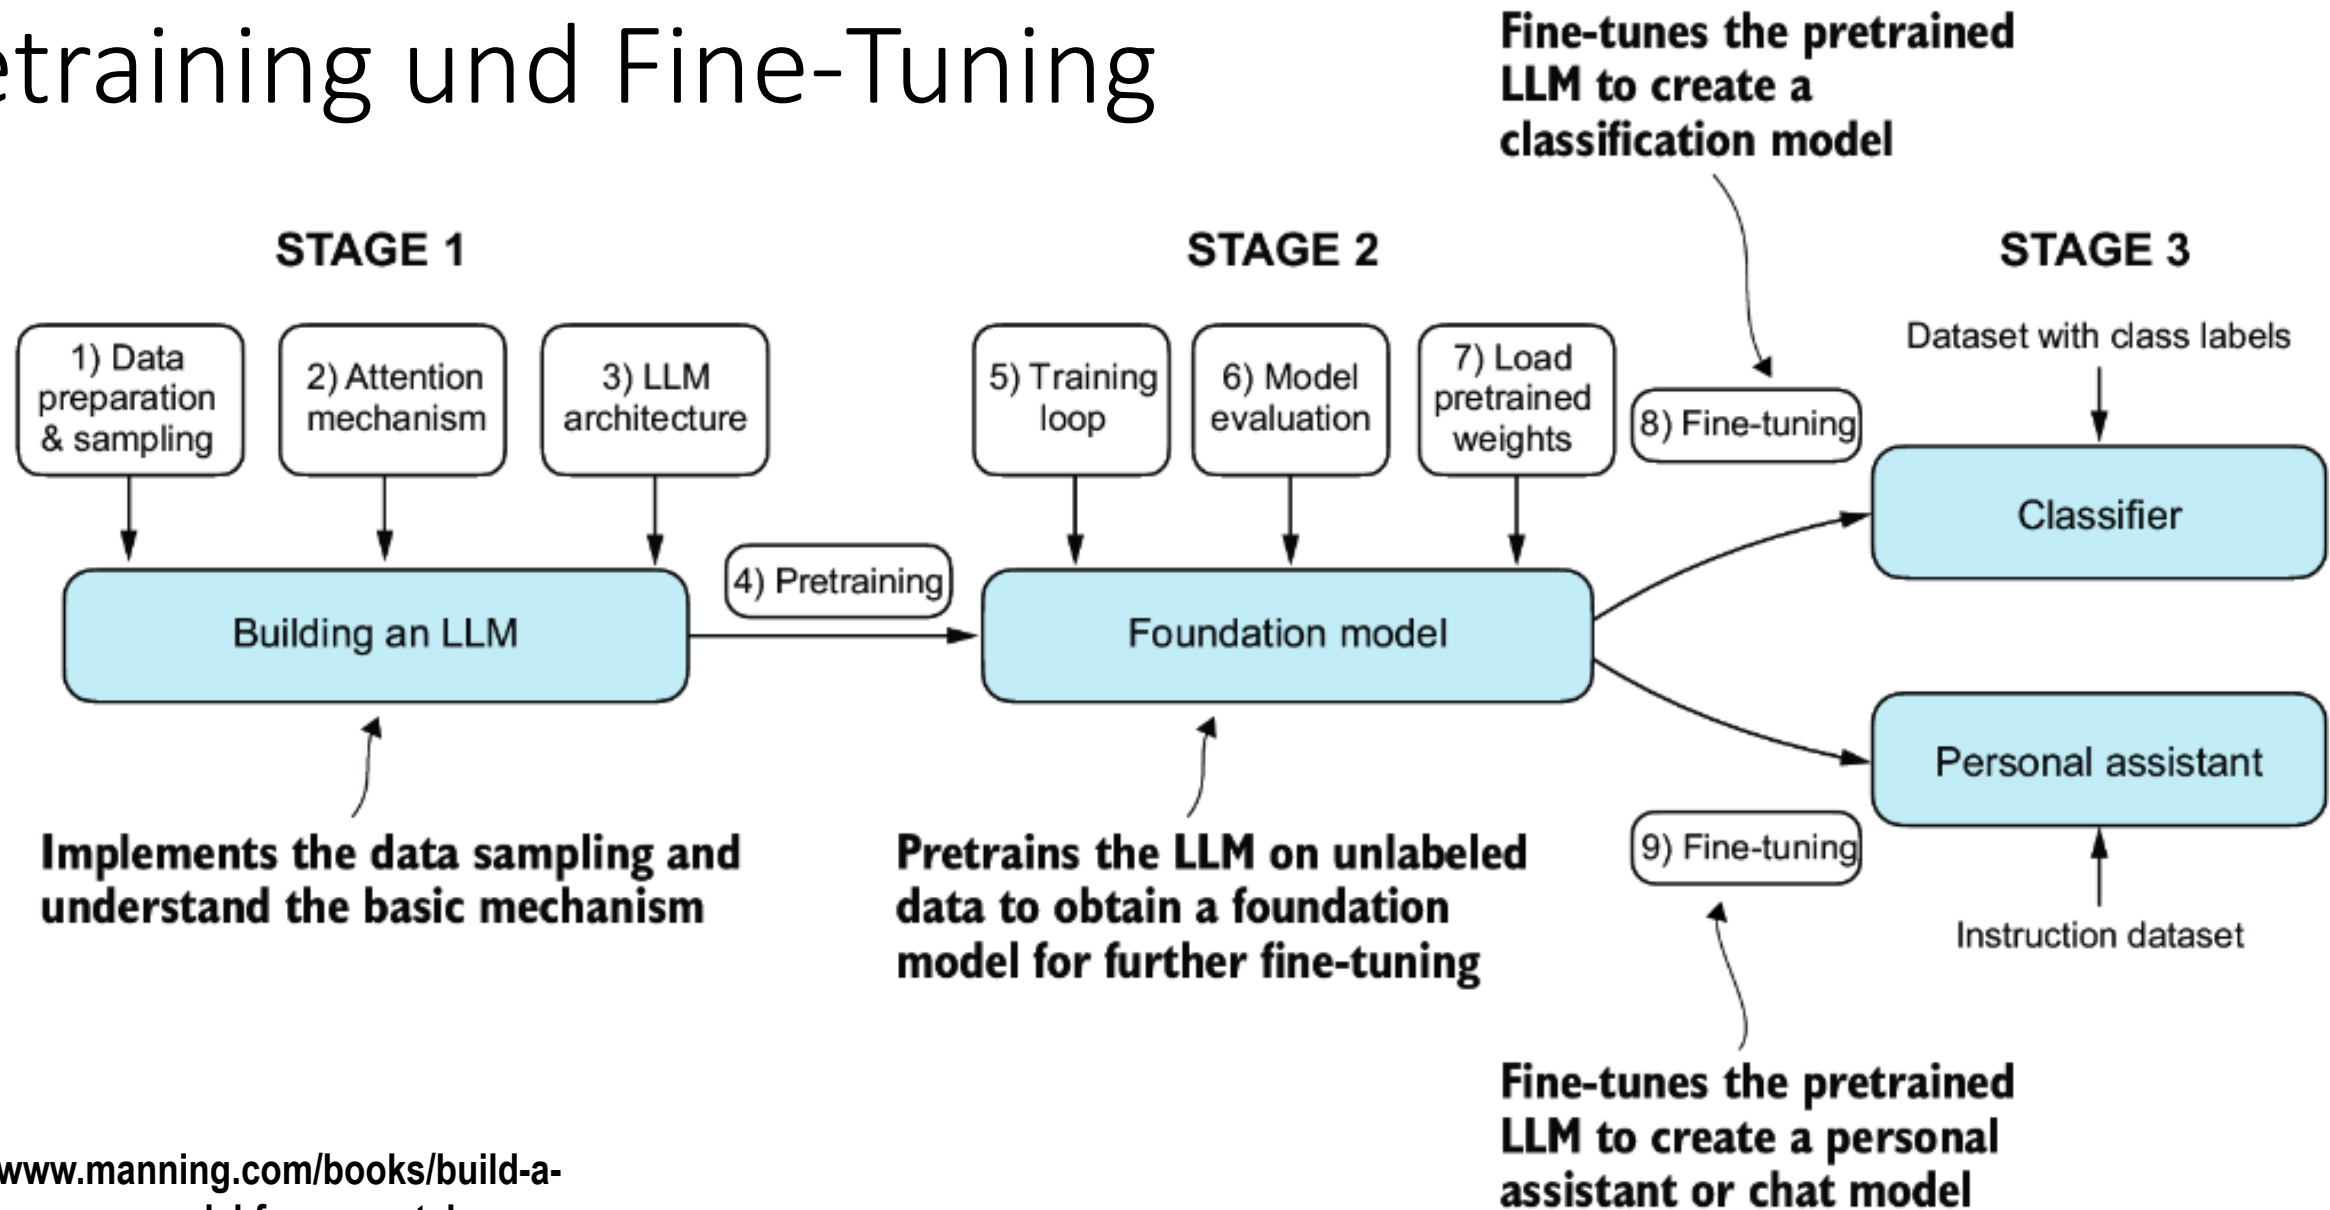 etraining und Fine-Tuning
Fine-tunes the pretrained
LLM to create a
classification model
STAGE 1
STAGE 2
STAGE 3
1) Data
preparation
& sampling
2) Attention
mechanism
3) LLM
architecture
5) Training
loop
6) Model
evaluation
7) Load
pretrained
weights
8) Fine-tuning
Dataset with class labels
Classifier
4) Pretraining
Building an LLM
Foundation model
Personal assistant
9) Fine-tuning
Instruction dataset
Implements the data sampling and
understand the basic mechanism
Pretrains the LLM on unlabeled
data to obtain a foundation
model for further fine-tuning
Fine-tunes the pretrained
LLM to create a personal
assistant or chat model
www.manning.com/books/build-a-